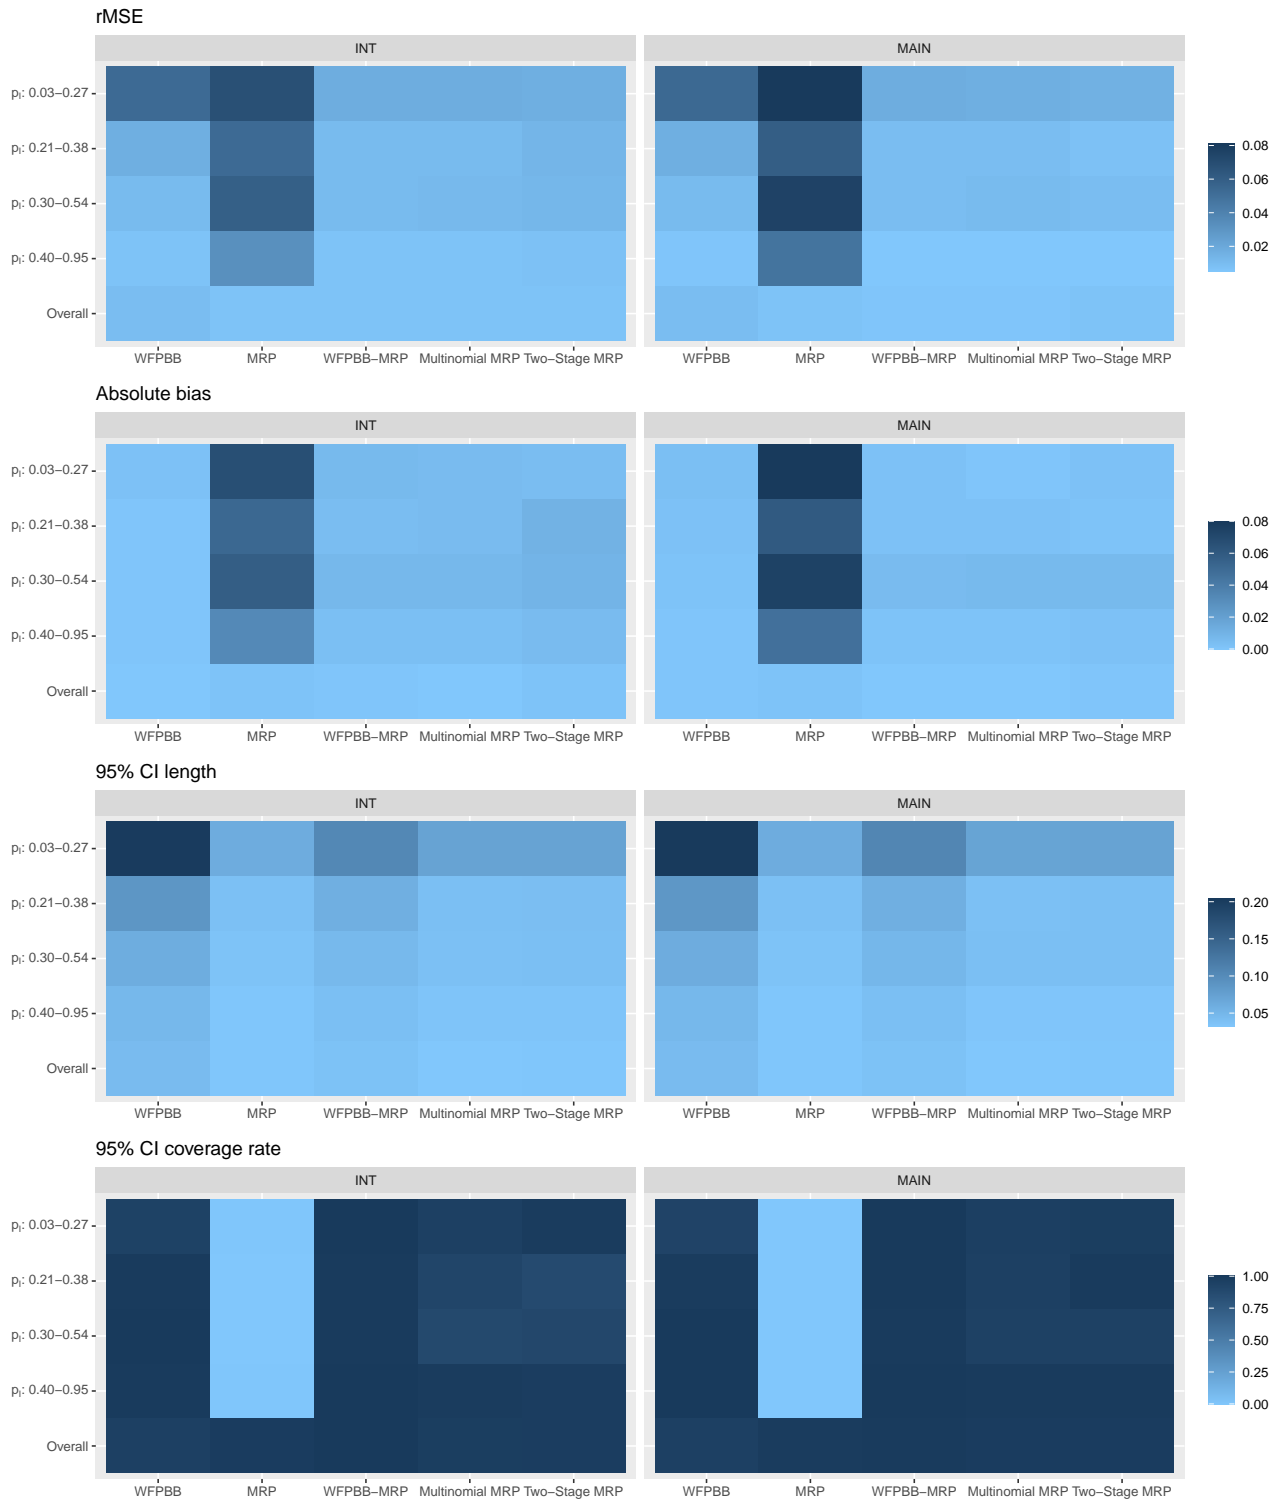 rMSE
INT MAIN
pi: 0.03−0.27
pi: 0.21−0.38
pi: 0.30−0.54
pi: 0.40−0.95
Overall
WFPBB MRP WFPBB−MRP Multinomial MRP Two−Stage MRP WFPBB MRP WFPBB−MRP Multinomial MRP Two−Stage MRP
0.08
0.06
0.04
0.02
Absolute bias
INT MAIN
pi: 0.03−0.27
pi: 0.21−0.38
pi: 0.30−0.54
pi: 0.40−0.95
Overall
WFPBB MRP WFPBB−MRP Multinomial MRP Two−Stage MRP WFPBB MRP WFPBB−MRP Multinomial MRP Two−Stage MRP
0.08
0.06
0.04
0.02
0.00
95% CI length
INT MAIN
pi: 0.03−0.27
pi: 0.21−0.38
pi: 0.30−0.54
pi: 0.40−0.95
Overall
WFPBB MRP WFPBB−MRP Multinomial MRP Two−Stage MRP WFPBB MRP WFPBB−MRP Multinomial MRP Two−Stage MRP
0.20
0.15
0.10
0.05
95% CI coverage rate
INT MAIN
pi: 0.03−0.27
pi: 0.21−0.38
pi: 0.30−0.54
pi: 0.40−0.95
Overall
WFPBB MRP WFPBB−MRP Multinomial MRP Two−Stage MRP WFPBB MRP WFPBB−MRP Multinomial MRP Two−Stage MRP
1.00
0.75
0.50
0.25
0.00